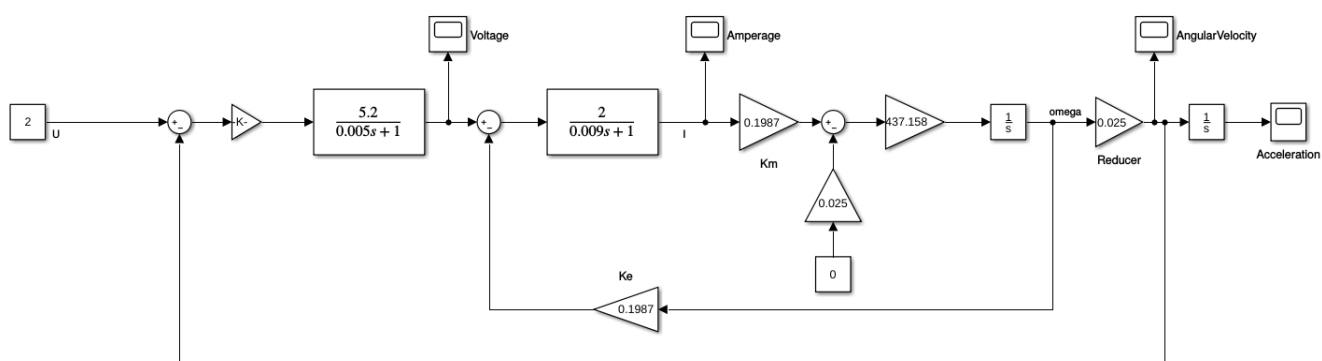 Voltage
Amperage
AngularVelocity
2
U
+
−
-K-
5.2
0.005s + 1
+
−
2
0.009s + 1
I
0.1987
Km
+
−
437.158
1
s
omega
0.025
Reducer
1
s
Acceleration
0.025
0
Ke
0.1987